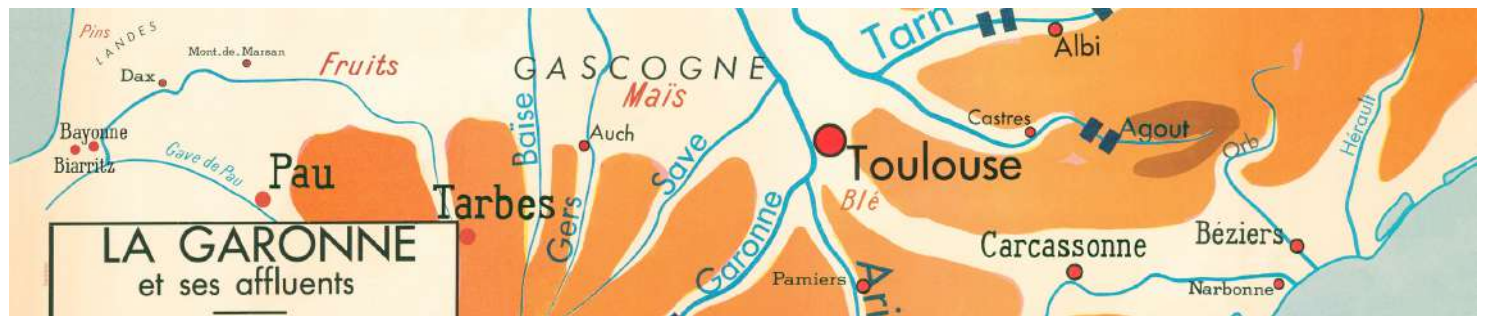 Pins
LANDES
Mont.de.Marsan
Fruits
Dax
Bayonne
Biarritz
Gave de Pau
Pau
Tarbes
GASCOGNE
Maïs
Baïse
Auch
Gers
Save
Garonne
Tarn
Albi
Castres
Agout
Toulouse
Blé
Pamiers
Ari
Orb
Hérault
Carcassonne
Béziers
Narbonne
LA GARONNE
et ses affluents